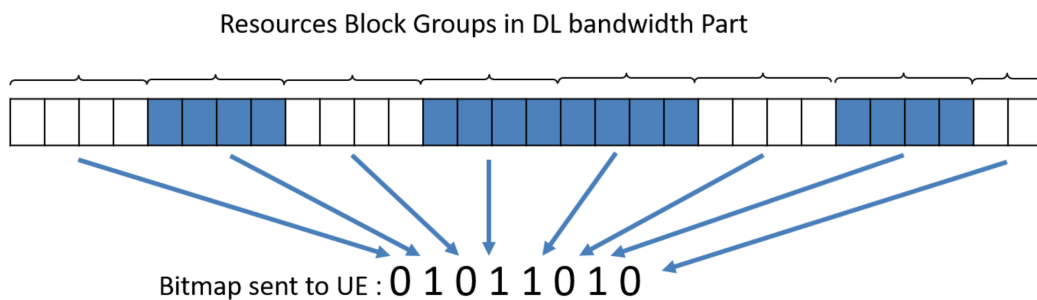 Resources Block Groups in DL bandwidth Part
Bitmap sent to UE : 0 1 0 1 1 0 1 0